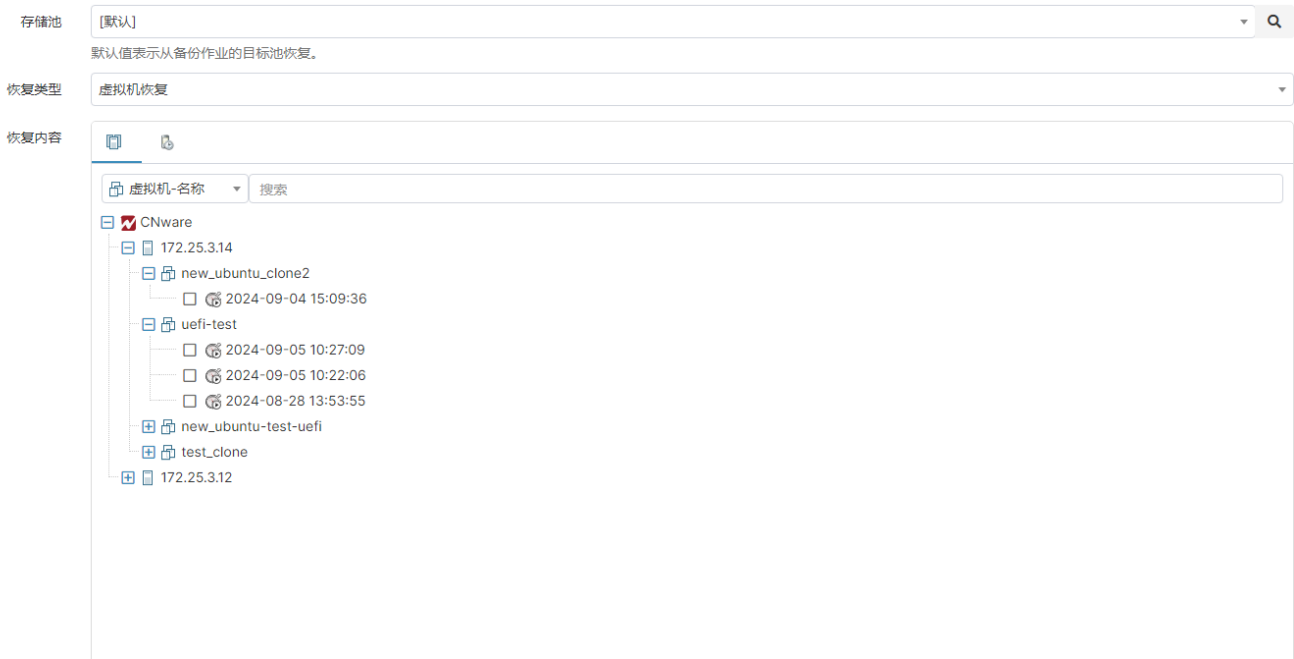 存储池
[默认]
默认值表示从备份作业的目标池恢复。
恢复类型
虚拟机恢复
恢复内容
虚拟机-名称
搜索
CNware
172.25.3.14
new_ubuntu_clone2
2024-09-04 15:09:36
uefi-test
2024-09-05 10:27:09
2024-09-05 10:22:06
2024-08-28 13:53:55
new_ubuntu-test-uefi
test_clone
172.25.3.12